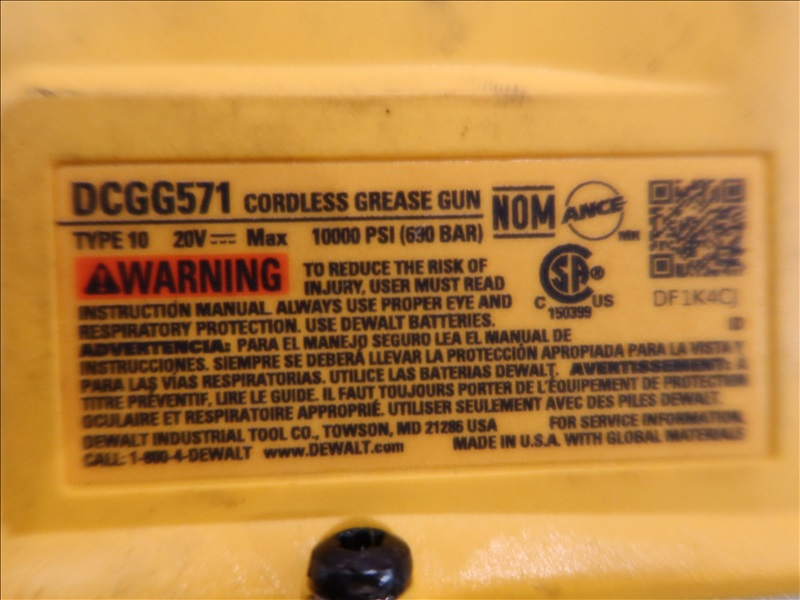 DCGG571 CORDLESS GREASE GUN
TYPE 10 20V Max 10000 PSI (690 BAR)
NOM
ANCE
MR
WARNING
TO REDUCE THE RISK OF
INJURY, USER MUST READ
INSTRUCTION MANUAL. ALWAYS USE PROPER EYE AND
RESPIRATORY PROTECTION. USE DEWALT BATTERIES.
ADVERTENCIA: PARA EL MANEJO SEGURO LEA EL MANUAL DE
INSTRUCCIONES. SIEMPRE SE DEBERÁ LLEVAR LA PROTECCIÓN APROPIADA PARA LA VISTA Y
PARA LAS VÍAS RESPIRATORIAS. UTILICE LAS BATERIAS DEWALT. AVERTISSEMENT: À
TITRE PRÉVENTIF, LIRE LE GUIDE. IL FAUT TOUJOURS PORTER DE L'ÉQUIPEMENT DE PROTECTION
OCULAIRE ET RESPIRATOIRE APPROPRIÉ. UTILISER SEULEMENT AVEC DES PILES DEWALT.
DEWALT INDUSTRIAL TOOL CO., TOWSON, MD 21286 USA FOR SERVICE INFORMATION,
CALL: 1-800-4-DEWALT www.DEWALT.com MADE IN U.S.A. WITH GLOBAL MATERIALS
SA ®
C US
150399
DF1K4CJ